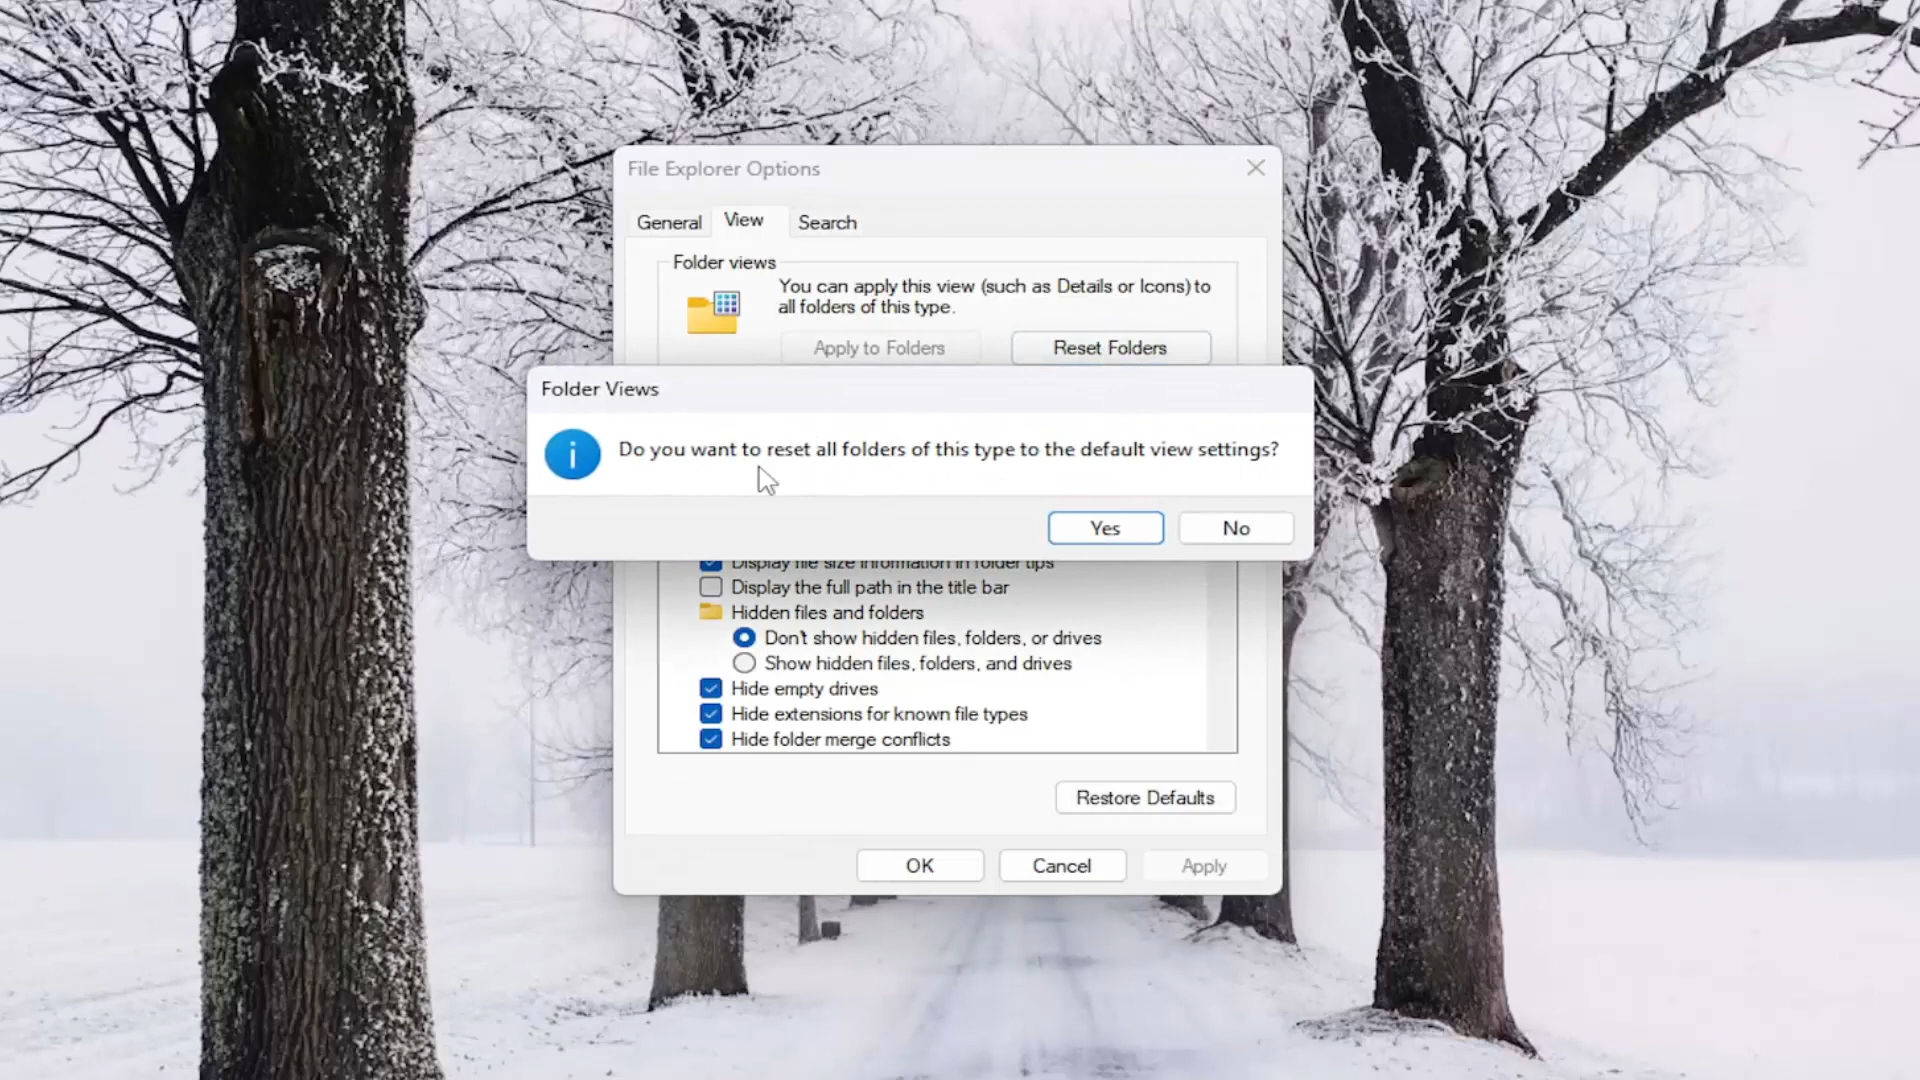 File Explorer Options
General View Search
Folder views
You can apply this view (such as Details or Icons) to
all folders of this type.
Apply to Folders Reset Folders
Folder Views
Do you want to reset all folders of this type to the default view settings?
Yes No
Display file size information in folder tips
Display the full path in the title bar
Hidden files and folders
Don't show hidden files, folders, or drives
Show hidden files, folders, and drives
Hide empty drives
Hide extensions for known file types
Hide folder merge conflicts
Restore Defaults
OK Cancel Apply